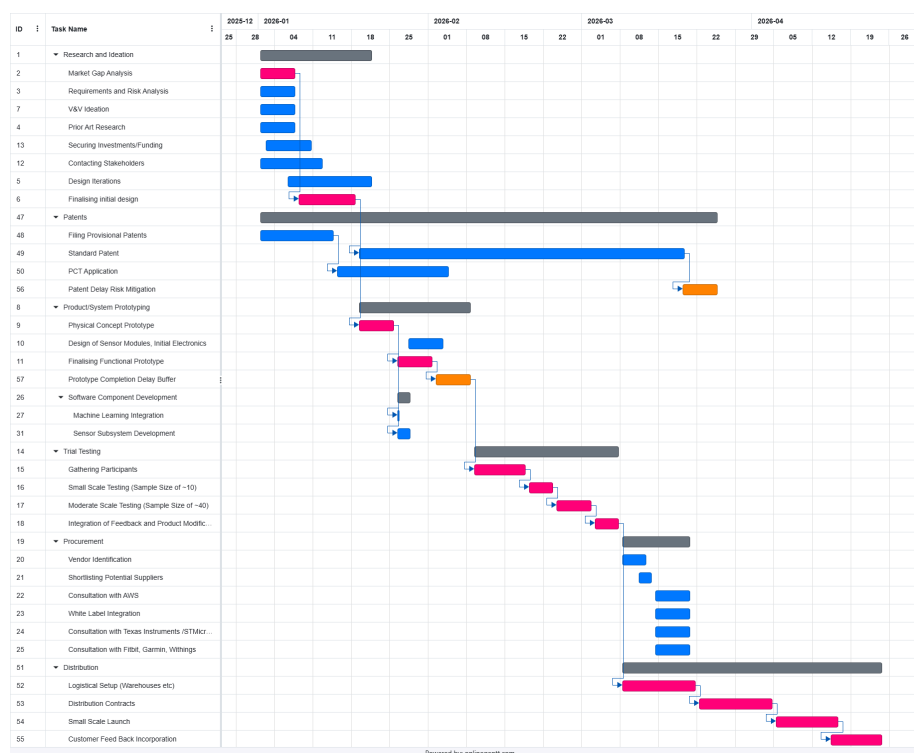 ID Task Name 2025-12 2026-01 2026-02 2026-03 2026-04
25 28 04 11 18 25 01 08 15 22 01 08 15 22 29 05 12 19 26
1 Research and Ideation
2 Market Gap Analysis
3 Requirements and Risk Analysis
7 V&V Ideation
4 Prior Art Research
13 Securing Investments/Funding
12 Contacting Stakeholders
5 Design Iterations
6 Finalising initial design
47 Patents
48 Filing Provisional Patents
49 Standard Patent
50 PCT Application
56 Patent Delay Risk Mitigation
8 Product/System Prototyping
9 Physical Concept Prototype
10 Design of Sensor Modules, Initial Electronics
11 Finalising Functional Prototype
57 Prototype Completion Delay Buffer
26 Software Component Development
27 Machine Learning Integration
31 Sensor Subsystem Development
14 Trial Testing
15 Gathering Participants
16 Small Scale Testing (Sample Size of ~10)
17 Moderate Scale Testing (Sample Size of ~40)
18 Integration of Feedback and Product Modific...
19 Procurement
20 Vendor Identification
21 Shortlisting Potential Suppliers
22 Consultation with AWS
23 White Label Integration
24 Consultation with Texas Instruments /STMicr...
25 Consultation with Fitbit, Garmin, Withings
51 Distribution
52 Logistical Setup (Warehouses etc)
53 Distribution Contracts
54 Small Scale Launch
55 Customer Feed Back Incorporation
Powered by onlinegantt.com